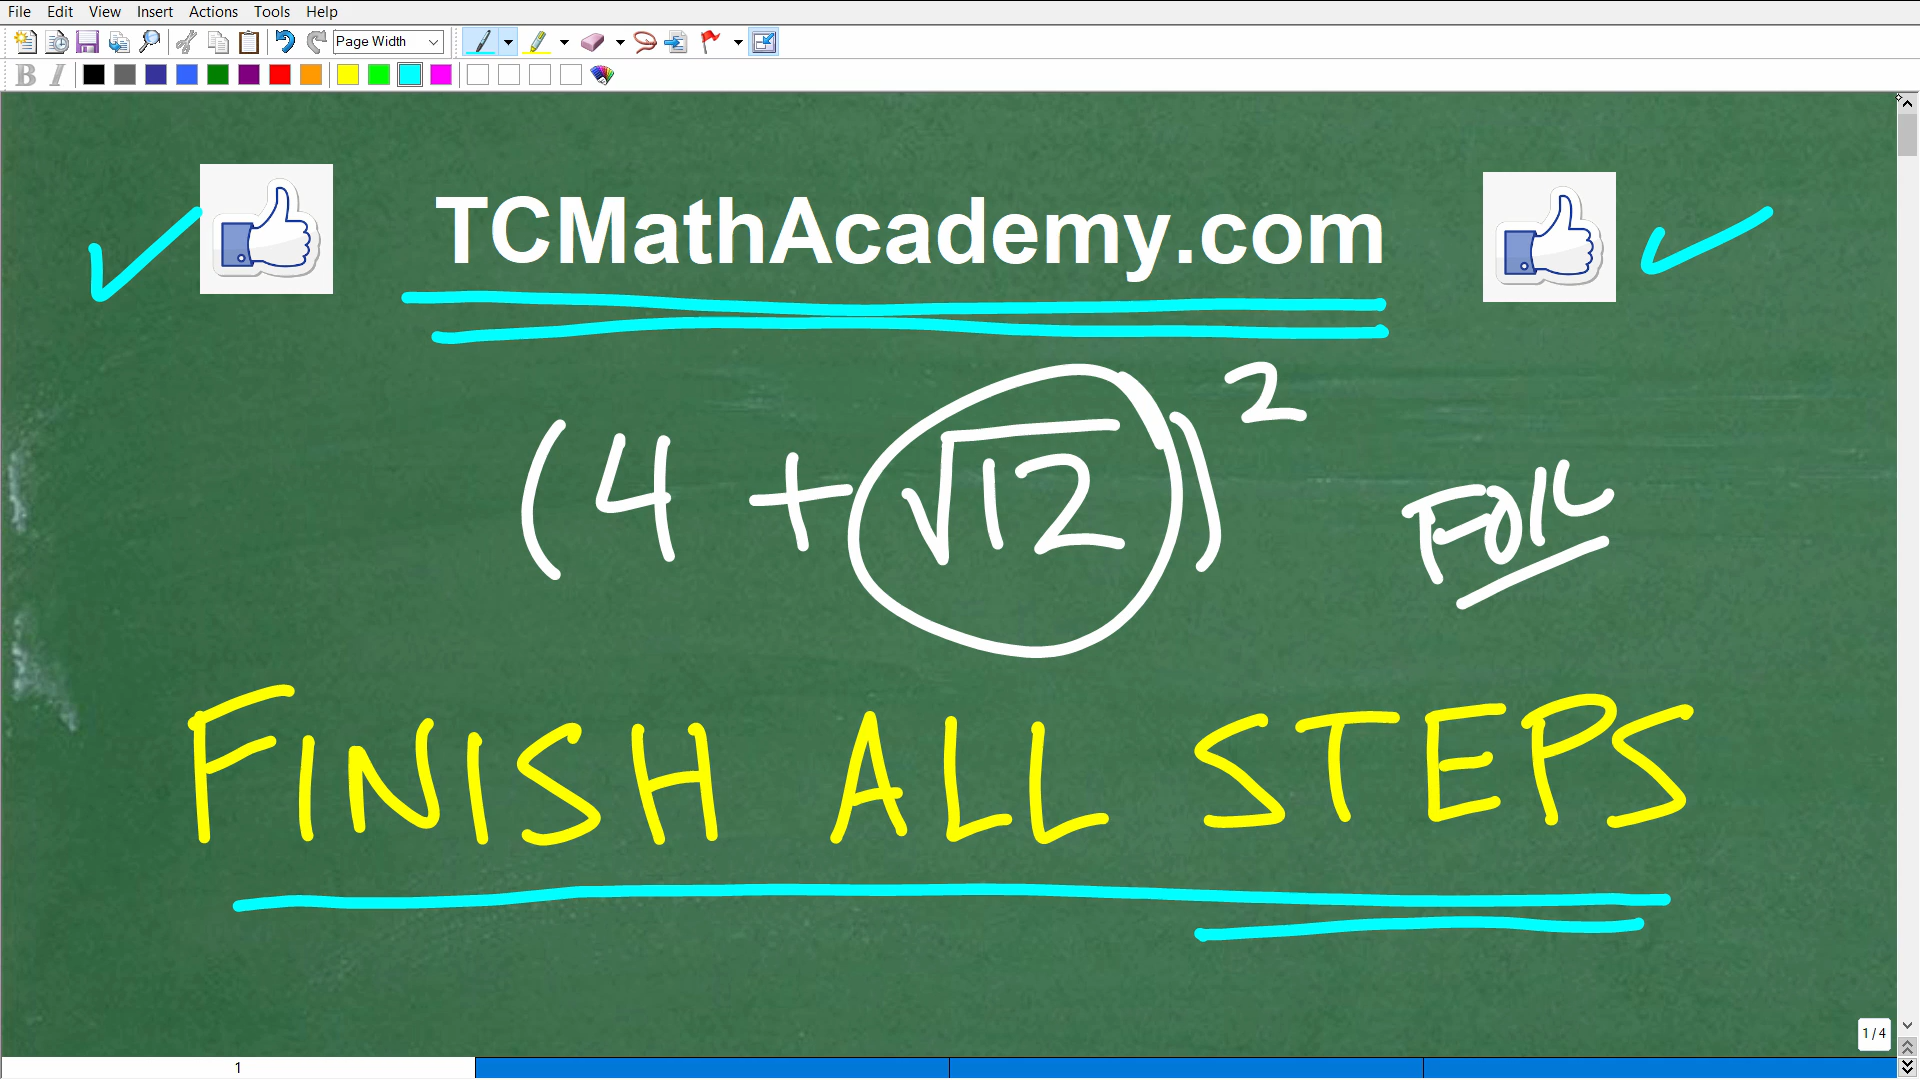 File Edit View Insert Actions Tools Help
Page Width
B I
TCMathAcademy.com
(4 + √12)²
FOIL
FINISH ALL STEPS
1 / 4
1